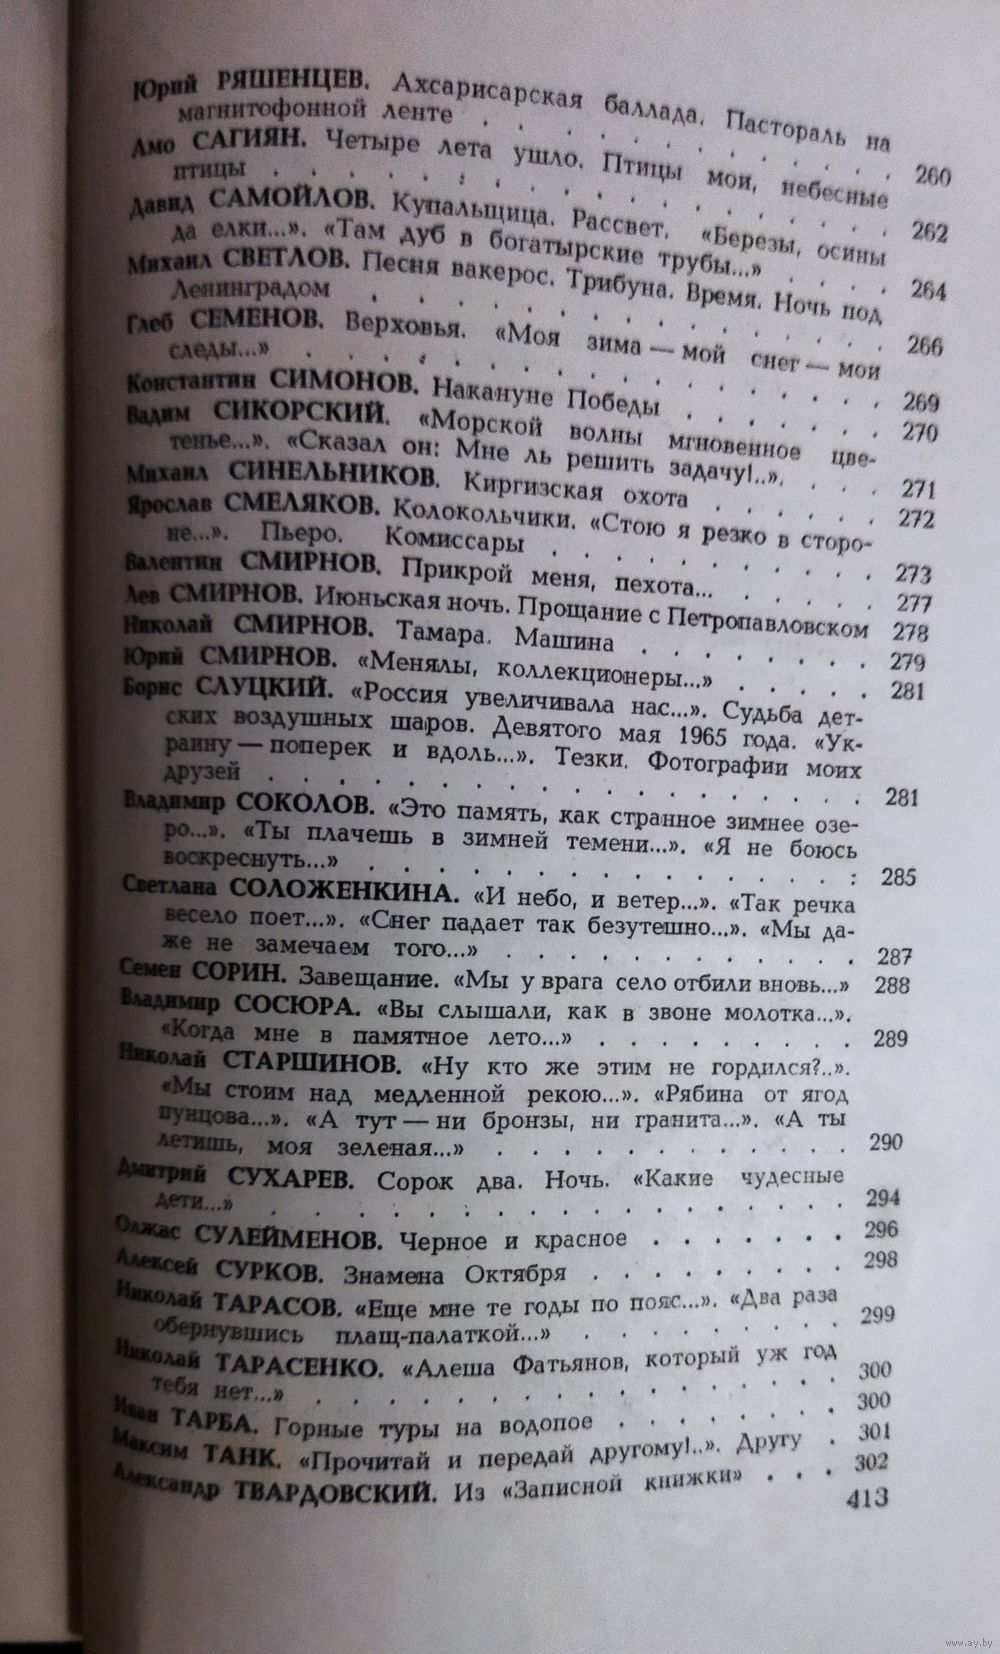 Юрий РЯШЕНЦЕВ. Ахсарисарская баллада. Пастораль на
магнитофонной ленте . . . . . . . . . . 260
Амо САГИЯН. Четыре лета ушло. Птицы мои, небесные
птицы . . . . . . . . . . . . . . 262
Давид САМОЙЛОВ. Купальщица. Рассвет. «Березы, осины
да елки...». «Там дуб в богатырские трубы...» . . . . 264
Михаил СВЕТЛОВ. Песня вакерос. Трибуна. Время. Ночь под
Ленинградом . . . . . . . . . . . . 266
Глеб СЕМЕНОВ. Верховья. «Моя зима — мой снег — мои
следы...» . . . . . . . . . . . . . 269
Константин СИМОНОВ. Накануне Победы . . . . . . 270
Вадим СИКОРСКИЙ. «Морской волны мгновенное цве-
тенье...». «Сказал он: Мне ль решить задачу!..». . . . 271
Михаил СИНЕЛЬНИКОВ. Киргизская охота . . . . . . 272
Ярослав СМЕЛЯКОВ. Колокольчики. «Стою я резко в сторо-
не...». Пьеро. Комиссары . . . . . . . . . 273
Валентин СМИРНОВ. Прикрой меня, пехота... . . . . . 277
Лев СМИРНОВ. Июньская ночь. Прощание с Петропавловском 278
Николай СМИРНОВ. Тамара. Машина . . . . . . . 279
Юрий СМИРНОВ. «Менялы, коллекционеры...» . . . . . 281
Борис СЛУЦКИЙ. «Россия увеличивала нас...». Судьба дет-
ских воздушных шаров. Девятого мая 1965 года. «Ук-
раину — поперек и вдоль...». Тезки. Фотографии моих
друзей . . . . . . . . . . . . . . 281
Владимир СОКОЛОВ. «Это память, как странное зимнее озе-
ро...». «Ты плачешь в зимней темени...». «Я не боюсь
воскреснуть...» . . . . . . . . . . . : 285
Светлана СОЛОЖЕНКИНА. «И небо, и ветер...». «Так речка
весело поет...». «Снег падает так безутешно...». «Мы да-
же не замечаем того...» . . . . . . . . . . 287
Семен СОРИН. Завещание. «Мы у врага село отбили вновь...» 288
Владимир СОСЮРА. «Вы слышали, как в звоне молотка...».
«Когда мне в памятное лето...» . . . . . . . . 289
Николай СТАРШИНОВ. «Ну кто же этим не гордился?..».
«Мы стоим над медленной рекою...». «Рябина от ягод
пунцова...». «А тут — ни бронзы, ни гранита...». «А ты
летишь, моя зеленая...» . . . . . . . . . . 290
Дмитрий СУХАРЕВ. Сорок два. Ночь. «Какие чудесные
дети...» . . . . . . . . . . . . . . 294
Олжас СУЛЕЙМЕНОВ. Черное и красное . . . . . . . 296
Алексей СУРКОВ. Знамена Октября . . . . . . . . 298
Николай ТАРАСОВ. «Еще мне те годы по пояс...». «Два раза
обернувшись плащ-палаткой...» . . . . . . . . 299
Николай ТАРАСЕНКО. «Алеша Фатьянов, который уж год
тебя нет...» . . . . . . . . . . . . 300
Иван ТАРБА. Горные туры на водопое . . . . . . . 300
Максим ТАНК. «Прочитай и передай другому!..». Другу . 301
Александр ТВАРДОВСКИЙ. Из «Записной книжки» . . . 302
413
www.ay.by